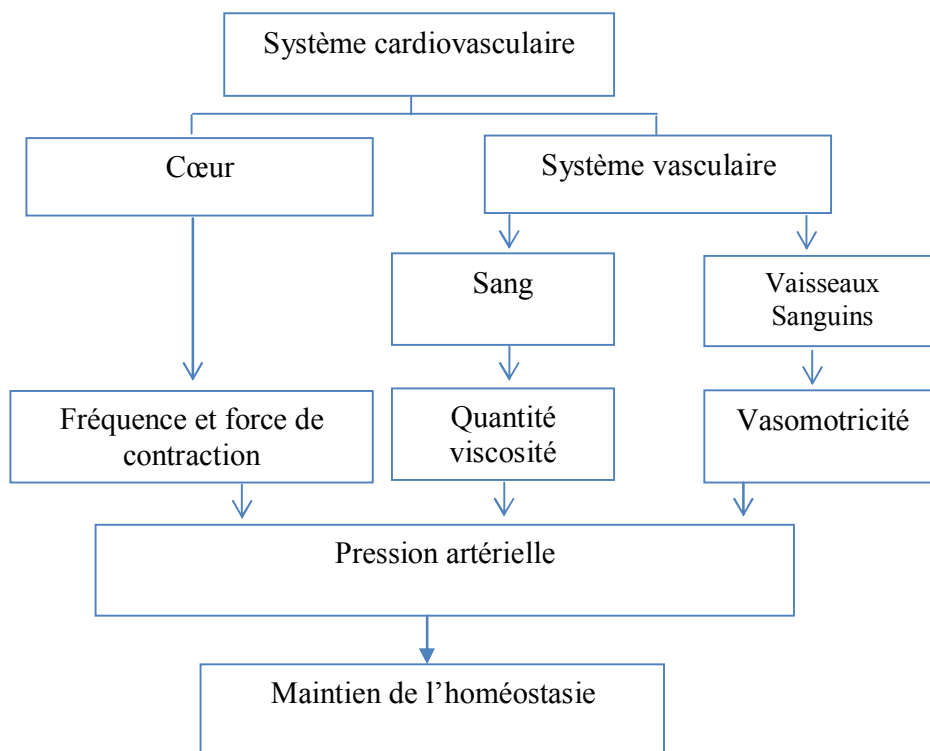 Système cardiovasculaire
Cœur
Système vasculaire
Sang
Vaisseaux
Sanguins
Fréquence et force de
contraction
Quantité
viscosité
Vasomotricité
Pression artérielle
Maintien de l’homéostasie